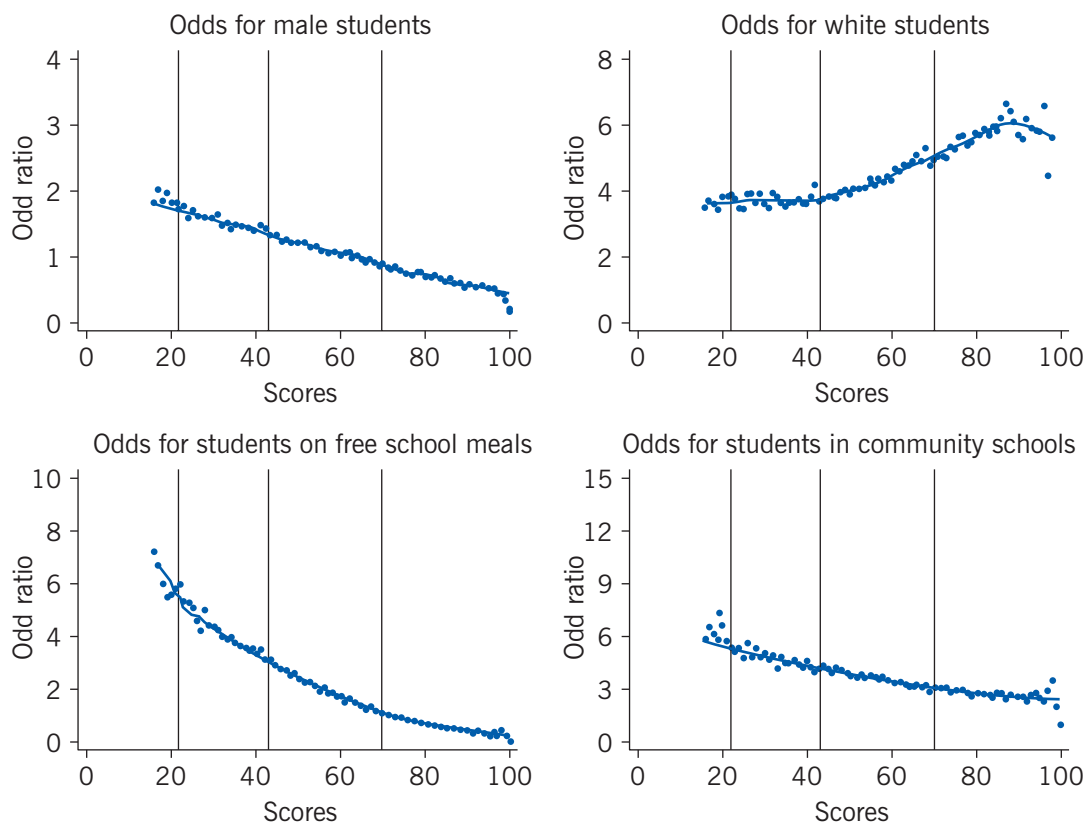 Odds for male students
4
3
2
1
0
Odd ratio
0 20 40 60 80 100
Scores
Odds for white students
8
6
4
2
0
Odd ratio
0 20 40 60 80 100
Scores
Odds for students on free school meals
10
8
6
4
2
0
Odd ratio
0 20 40 60 80 100
Scores
Odds for students in community schools
15
12
9
6
3
0
Odd ratio
0 20 40 60 80 100
Scores